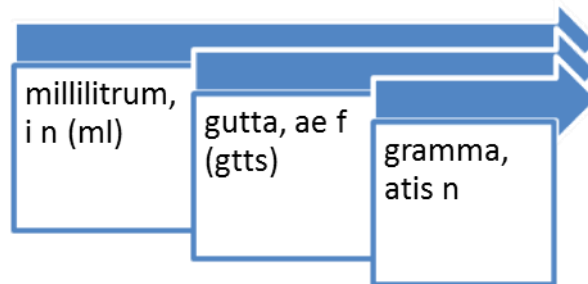 millilitrum,
i n (ml)
gutta, ae f
(gtts)
gramma,
atis n